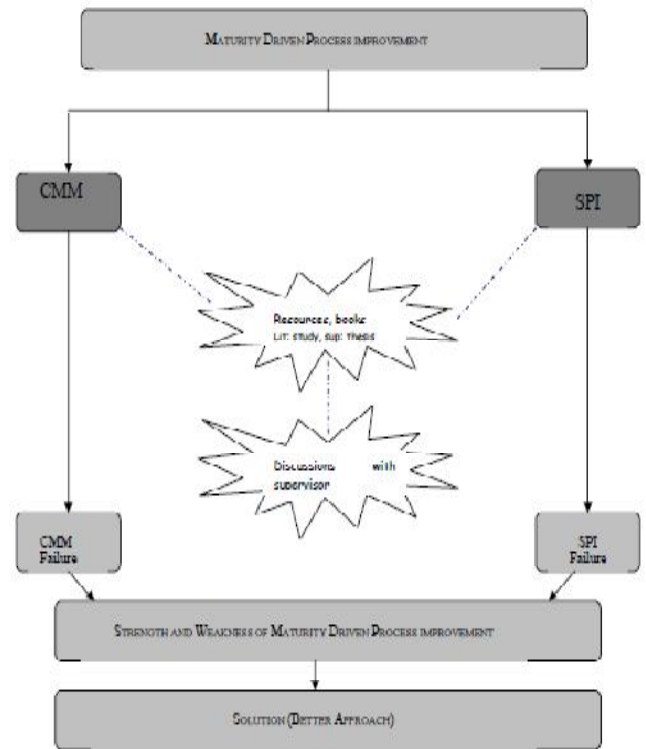 MATURITY DRIVEN PROCESS IMPROVEMENT
CMM
SPI
Resources, books
Lit: study, sup: thesis
Discussions with
supervisor
CMM
Failure
SPI
Failure
STRENGTH AND WEAKNESS OF MATURITY DRIVEN PROCESS IMPROVEMENT
SOLUTION (BETTER APPROACH)